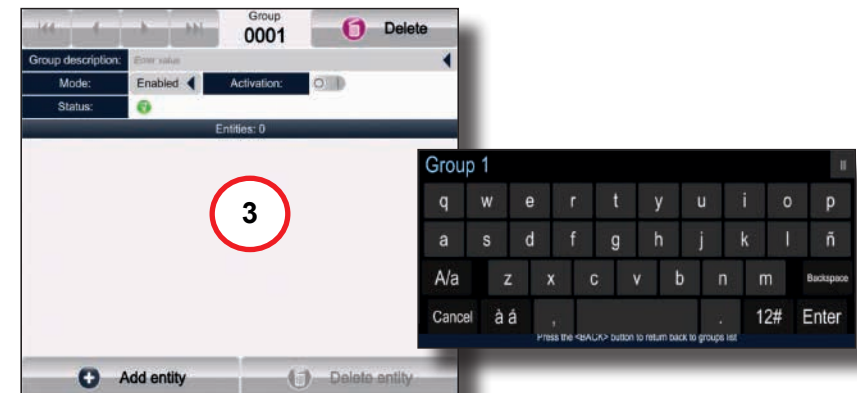 Group
0001
Delete
Group description: Enter value
Mode: Enabled Activation:
Status:
Entities: 0
3
Add entity Delete entity
Group 1
q w e r t y u i o p
a s d f g h j k l ñ
A/a z x c v b n m Backspace
Cancel à á , . 12# Enter
Press the <BACK> button to return back to groups list